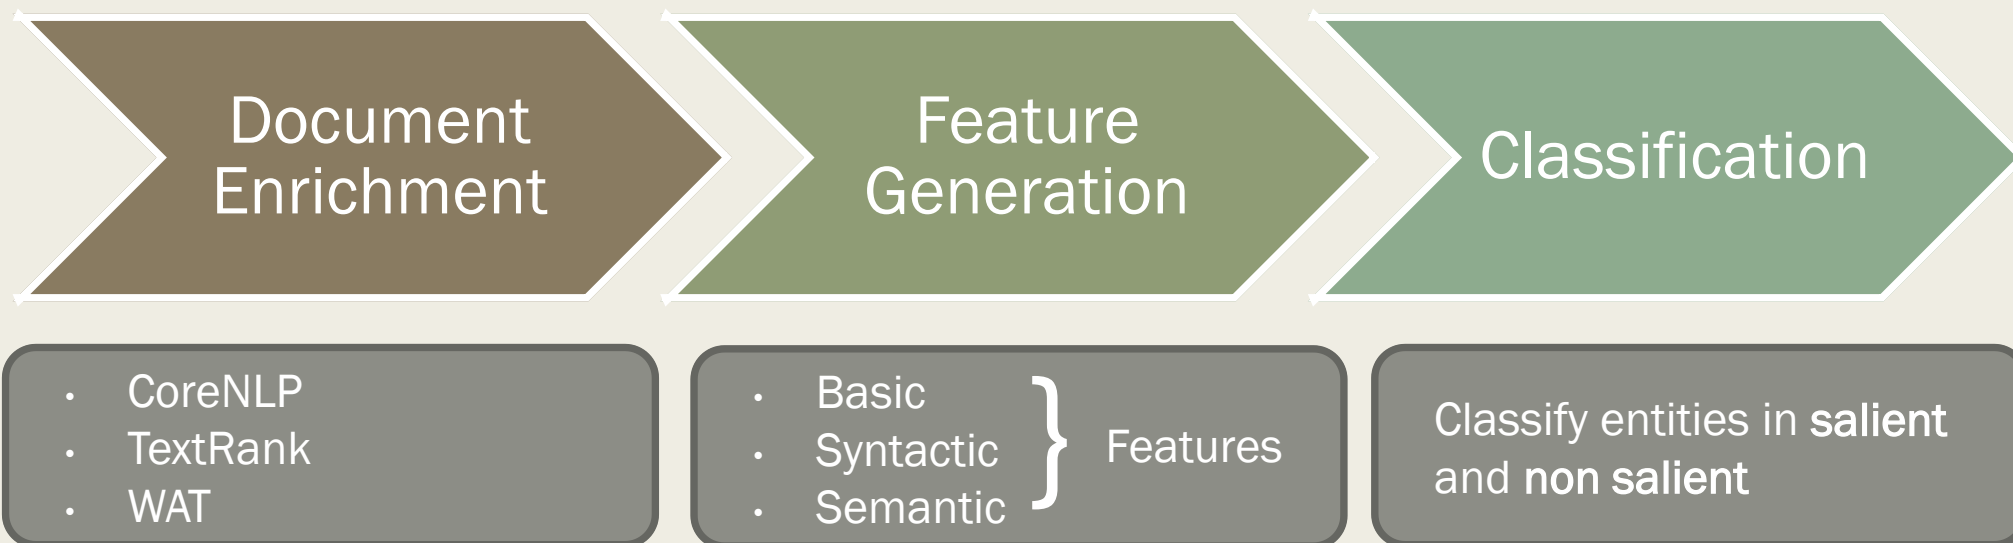 Document
Enrichment
Feature
Generation
Classification
• CoreNLP
• TextRank
• WAT
• Basic
• Syntactic
• Semantic
} Features
Classify entities in salient
and non salient